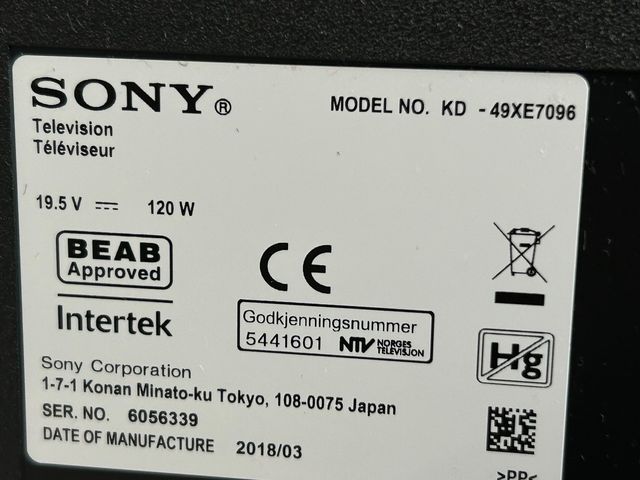 SONY®
MODEL NO. KD - 49XE7096
Television
Téléviseur
19.5 V 120 W
BEAB
Approved
Intertek
CE
Godkjenningsnummer
5441601 NTV NORGES TELEVISJON
Hg
Sony Corporation
1-7-1 Konan Minato-ku Tokyo, 108-0075 Japan
SER. NO. 6056339
DATE OF MANUFACTURE 2018/03
>PP<